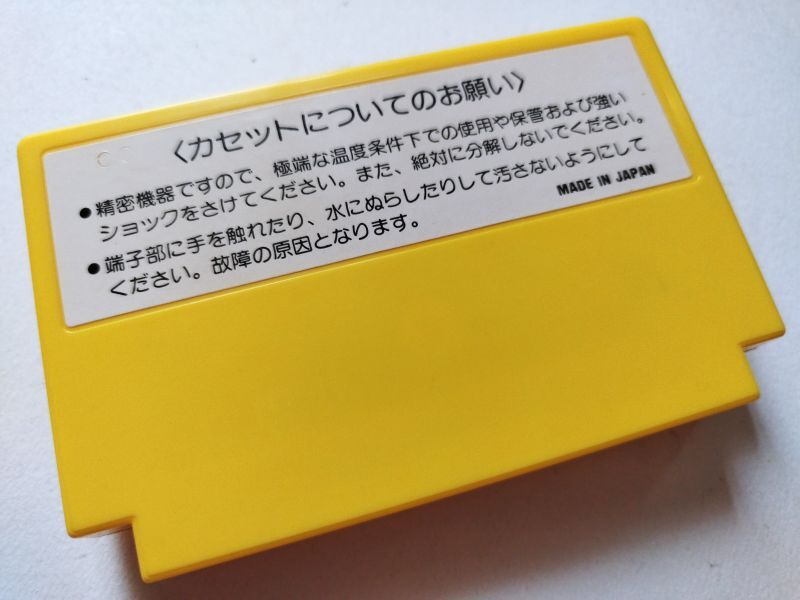 〈カセットについてのお願い〉
●精密機器ですので、極端な温度条件下での使用や保管および強い
ショックをさけてください。また、絶対に分解しないでください。
●端子部に手を触れたり、水にぬらしたりして汚さないようにして
ください。故障の原因となります。
MADE IN JAPAN